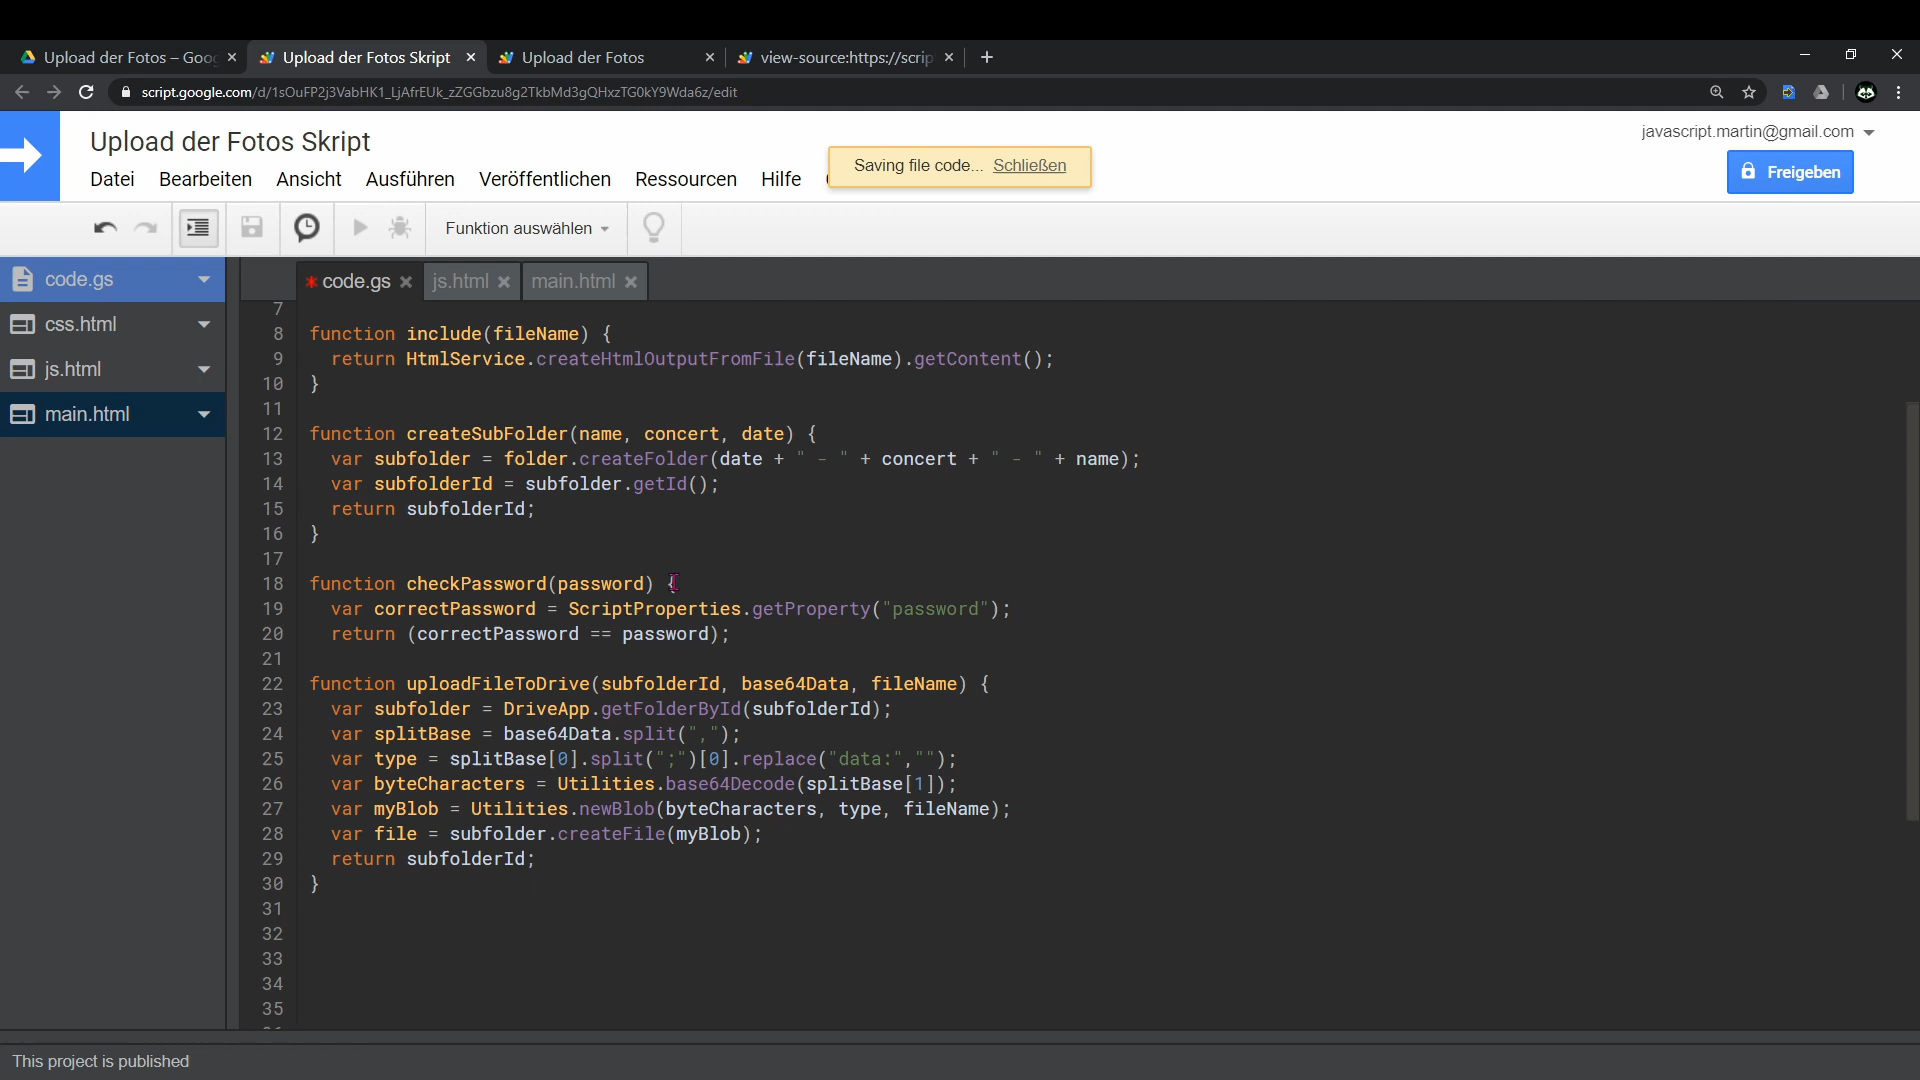 Upload der Fotos – Goog
Upload der Fotos Skript
Upload der Fotos
view-source:https://scrip
script.google.com/d/1sOuFP2j3VabHK1_LjAfrEUk_zZGGbzu8g2TkbMd3gQHxzTG0kY9Wda6z/edit
Upload der Fotos Skript
javascript.martin@gmail.com
Saving file code... Schließen
Datei Bearbeiten Ansicht Ausführen Veröffentlichen Ressourcen Hilfe
Freigeben
Funktion auswählen
code.gs
css.html
js.html
main.html
* code.gs
js.html
main.html
7
8 function include(fileName) {
9 return HtmlService.createHtmlOutputFromFile(fileName).getContent();
10 }
11
12 function createSubFolder(name, concert, date) {
13 var subfolder = folder.createFolder(date + " - " + concert + " - " + name);
14 var subfolderId = subfolder.getId();
15 return subfolderId;
16 }
17
18 function checkPassword(password) {
19 var correctPassword = ScriptProperties.getProperty("password");
20 return (correctPassword == password);
21
22 function uploadFileToDrive(subfolderId, base64Data, fileName) {
23 var subfolder = DriveApp.getFolderById(subfolderId);
24 var splitBase = base64Data.split(",");
25 var type = splitBase[0].split(";")[0].replace("data:","");
26 var byteCharacters = Utilities.base64Decode(splitBase[1]);
27 var myBlob = Utilities.newBlob(byteCharacters, type, fileName);
28 var file = subfolder.createFile(myBlob);
29 return subfolderId;
30 }
31
32
33
34
35
This project is published